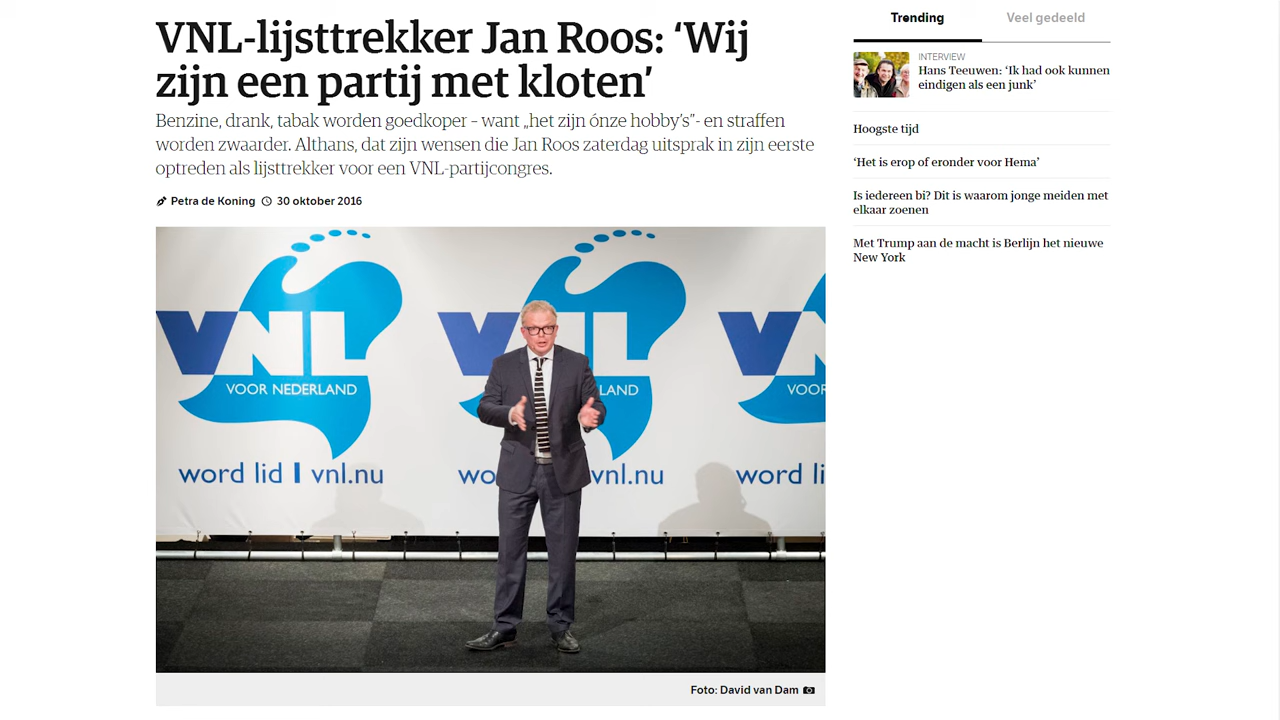 VNL-lijsttrekker Jan Roos: ‘Wij
zijn een partij met kloten’
Benzine, drank, tabak worden goedkoper – want „het zijn ónze hobby’s”- en straffen
worden zwaarder. Althans, dat zijn wensen die Jan Roos zaterdag uitsprak in zijn eerste
optreden als lijsttrekker voor een VNL-partijcongres.
Petra de Koning 30 oktober 2016
VNL
VOOR NEDERLAND
word lid | vnl.nu
V L
LAND
word vnl.nu
VN
VOOR
word li
Foto: David van Dam
Trending Veel gedeeld
INTERVIEW
Hans Teeuwen: ‘Ik had ook kunnen
eindigen als een junk’
Hoogste tijd
‘Het is erop of eronder voor Hema’
Is iedereen bi? Dit is waarom jonge meiden met
elkaar zoenen
Met Trump aan de macht is Berlijn het nieuwe
New York